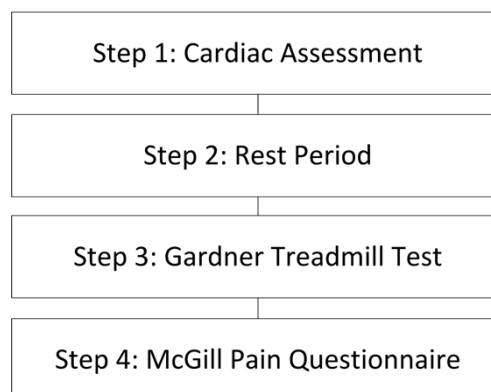 Step 1: Cardiac Assessment
Step 2: Rest Period
Step 3: Gardner Treadmill Test
Step 4: McGill Pain Questionnaire